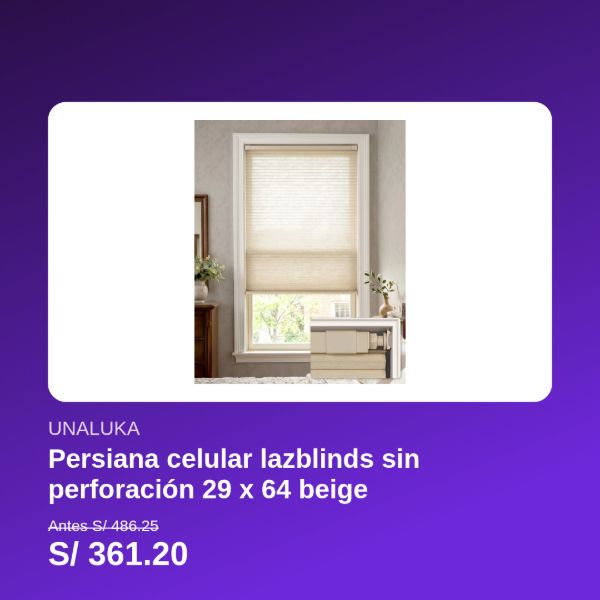 UNALUKA
Persiana celular lazblinds sin
perforación 29 x 64 beige
Antes S/ 486.25
S/ 361.20